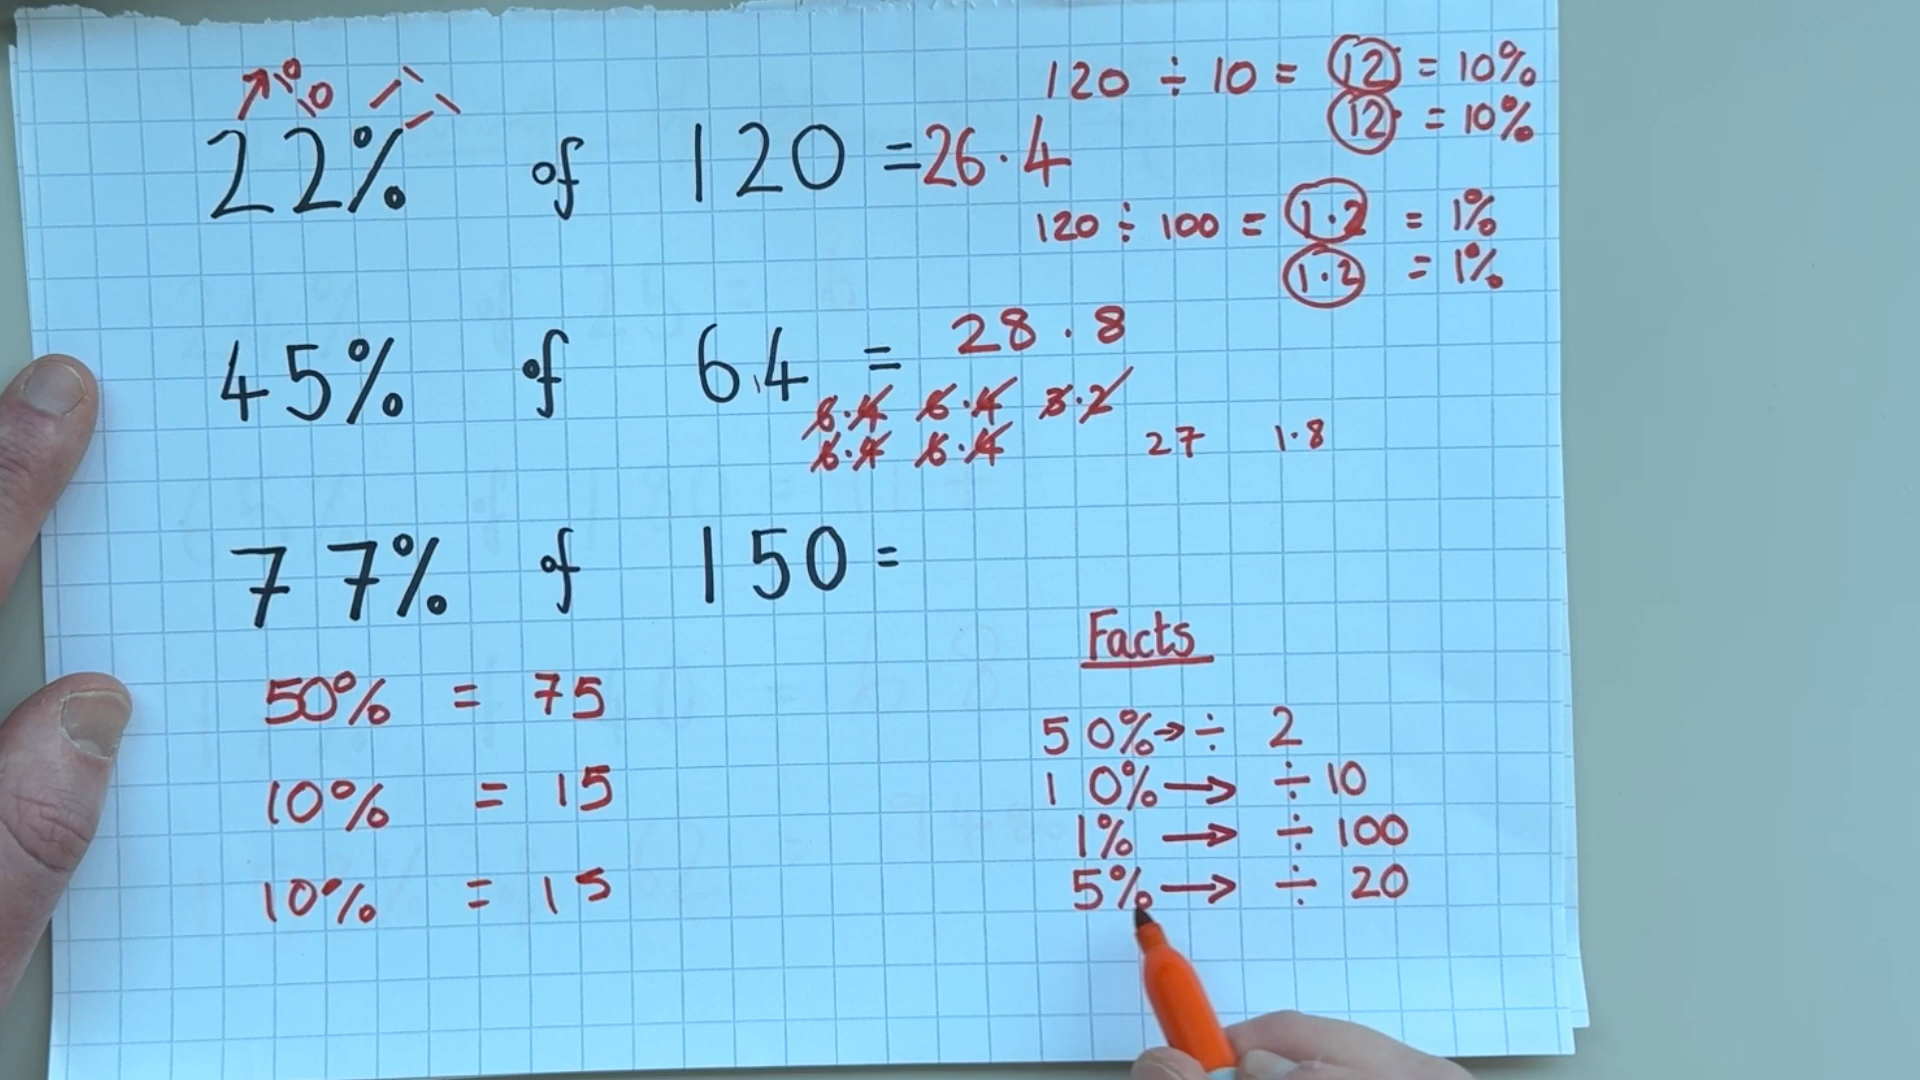 22% of 120 = 26.4
120 ÷ 10 = 12 = 10%
12 = 10%
120 ÷ 100 = 1.2 = 1%
1.2 = 1%
45% of 64 = 28.8
6.4 6.4 3.2
6.4 6.4
27 1.8
77% of 150 =
50% = 75
10% = 15
10% = 15
Facts
50% → ÷ 2
10% → ÷ 10
1% → ÷ 100
5% → ÷ 20